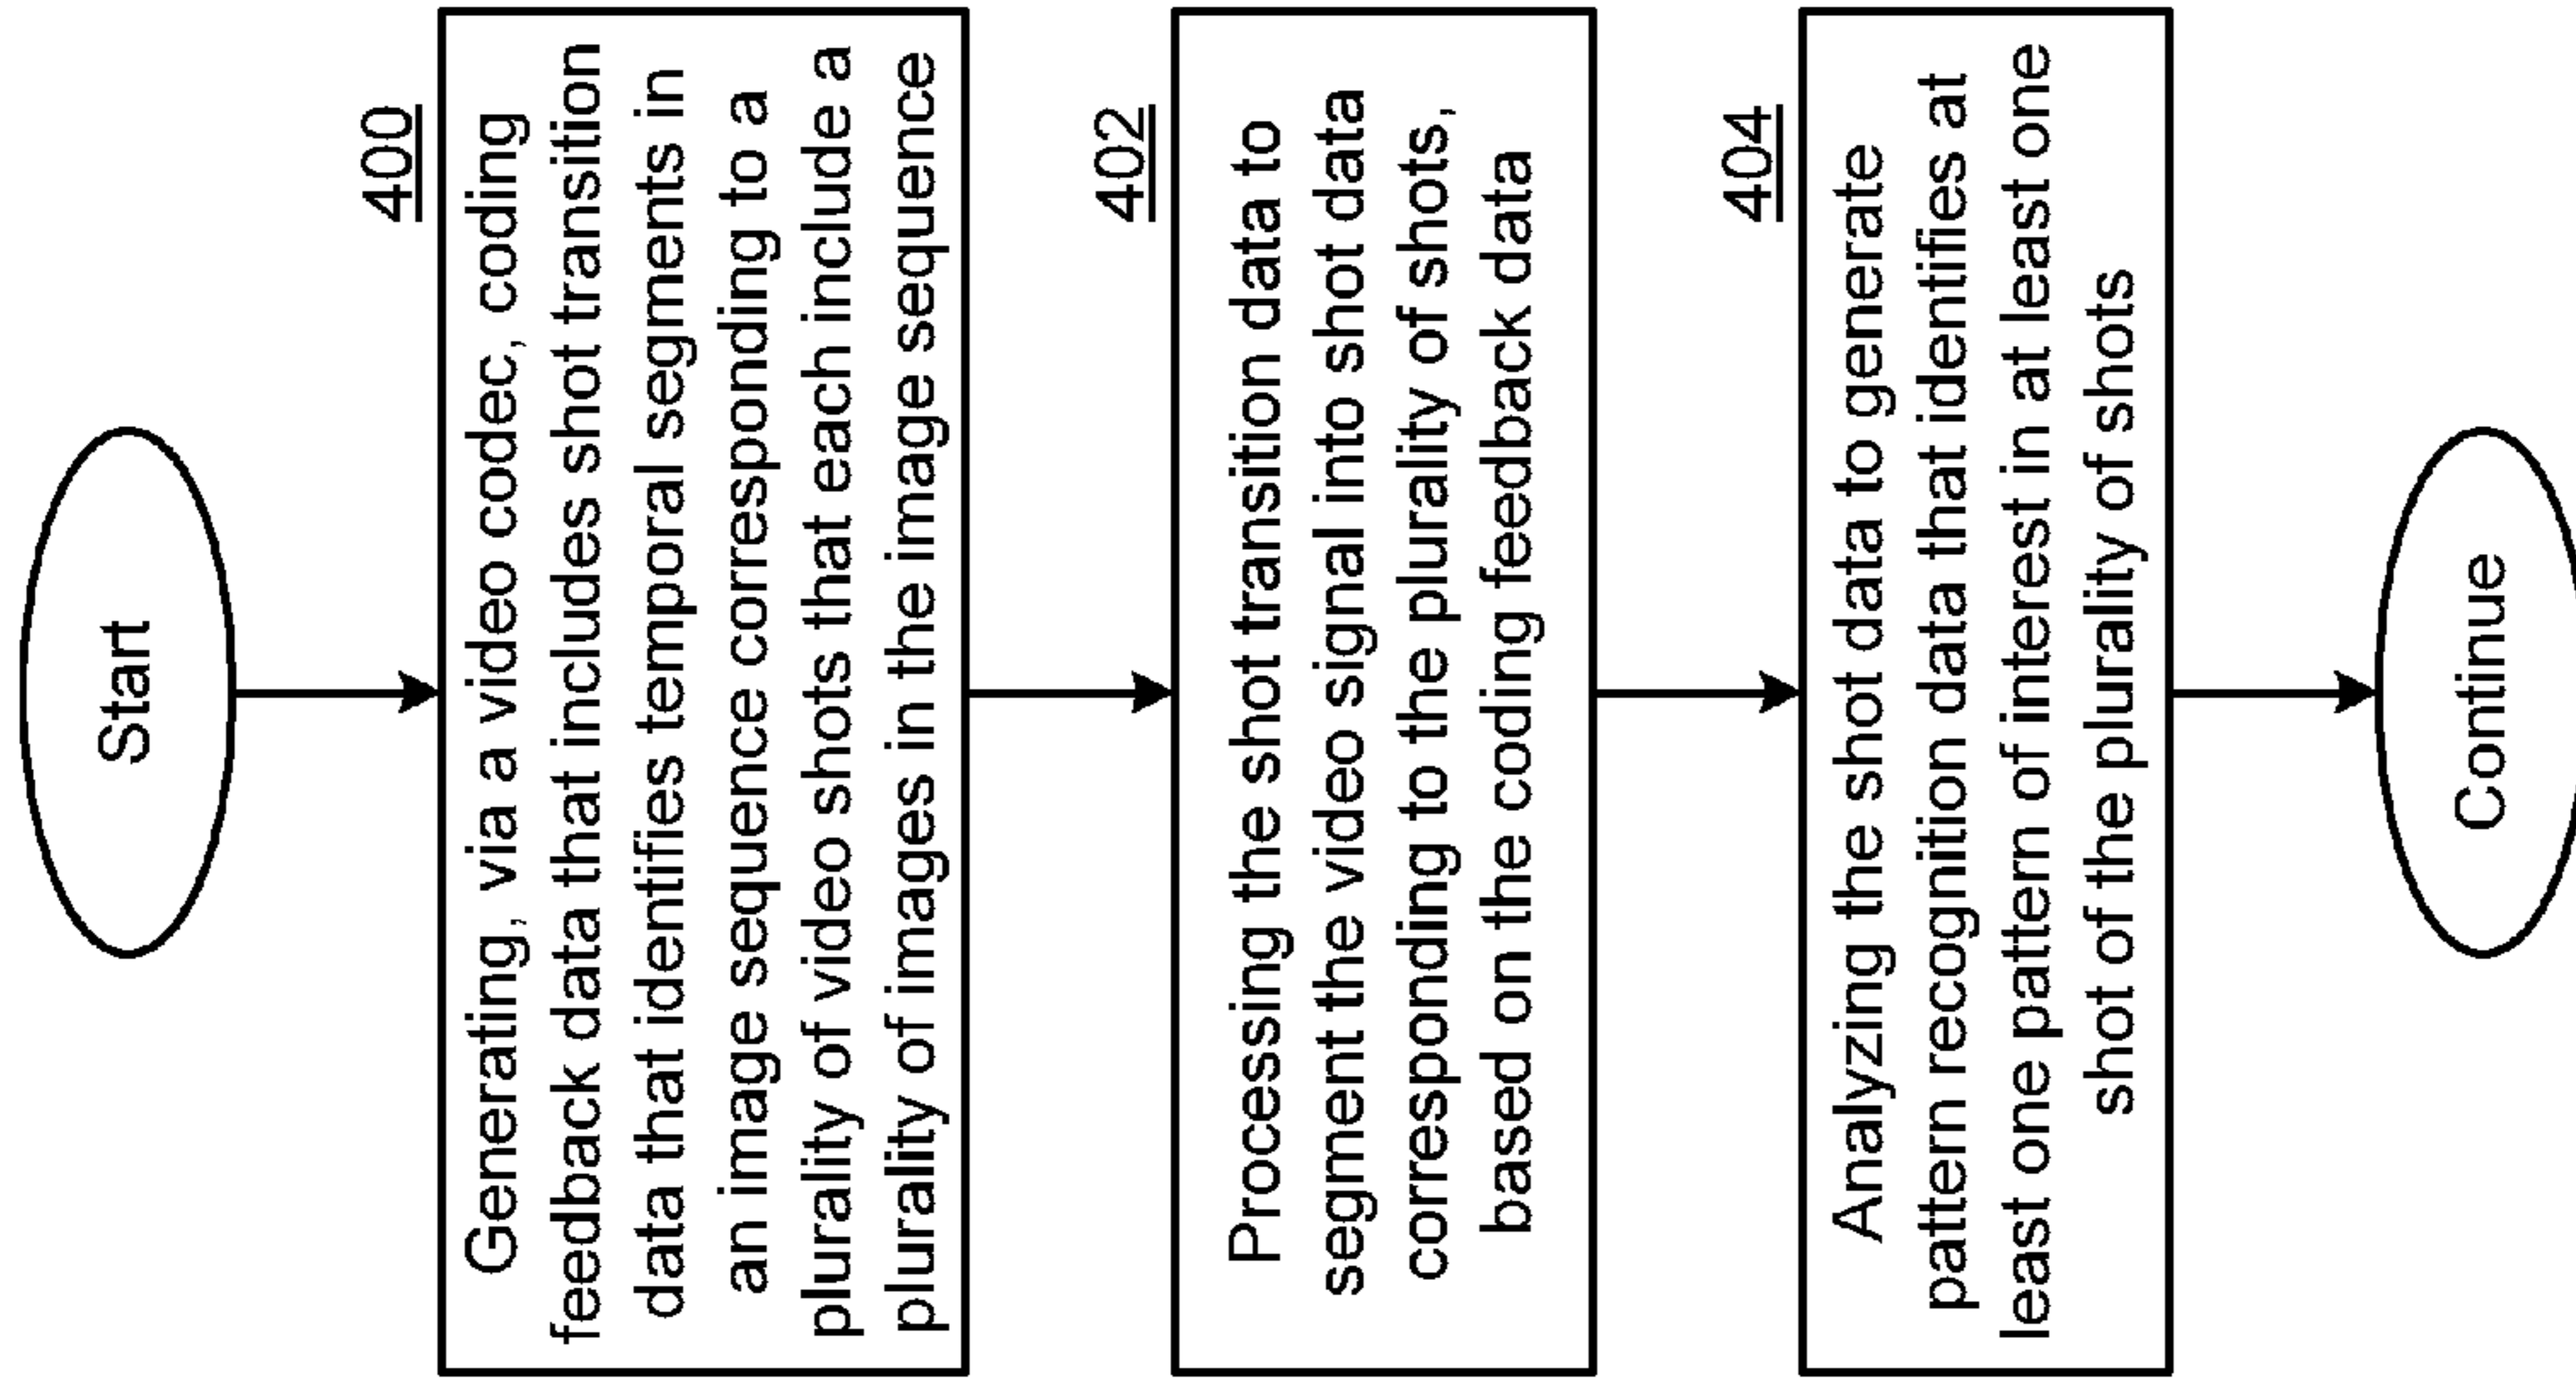 Start
400
Generating, via a video codec, coding
feedback data that includes shot transition
data that identifies temporal segments in
an image sequence corresponding to a
plurality of video shots that each include a
plurality of images in the image sequence
402
Processing the shot transition data to
segment the video signal into shot data
corresponding to the plurality of shots,
based on the coding feedback data
404
Analyzing the shot data to generate
pattern recognition data that identifies at
least one pattern of interest in at least one
shot of the plurality of shots
Continue